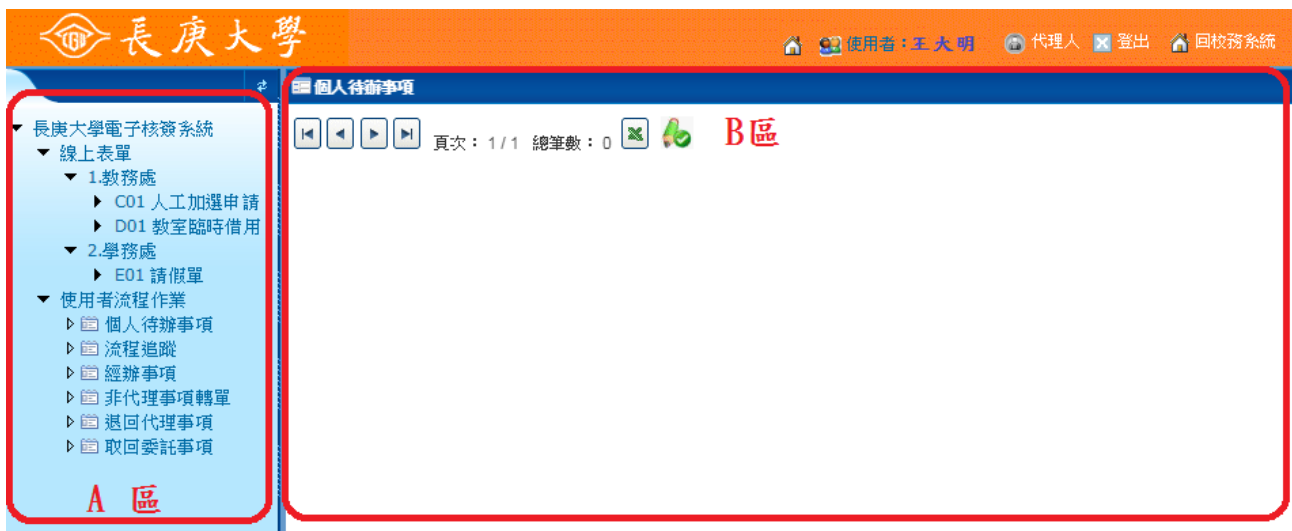 長庚大學
使用者：王大明 代理人 登出 回校務系統
個人待辦事項
頁次： 1 / 1 總筆數： 0
B區
長庚大學電子核簽系統
線上表單
1.教務處
C01 人工加選申請
D01 教室臨時借用
2.學務處
E01 請假單
使用者流程作業
個人待辦事項
流程追蹤
經辦事項
非代理事項轉單
退回代理事項
取回委託事項
A 區